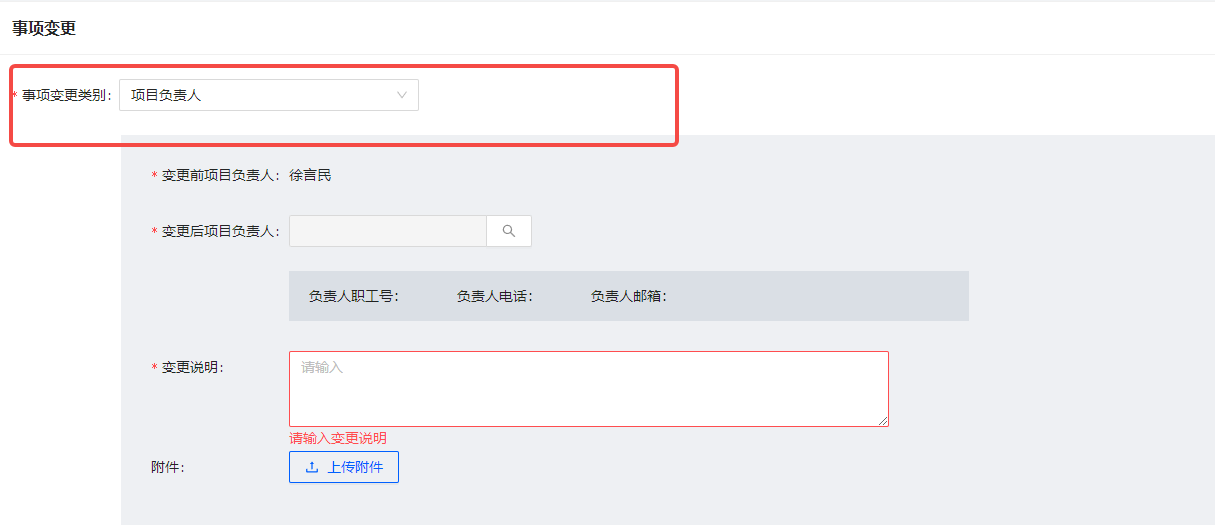 事项变更
* 事项变更类别: 项目负责人
* 变更前项目负责人: 徐言民
* 变更后项目负责人:
负责人职工号: 负责人电话: 负责人邮箱:
* 变更说明: 请输入
请输入变更说明
附件: 上传附件